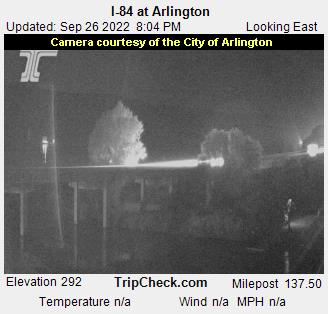 I-84 at Arlington
Updated: Sep 26 2022 8:04 PM Looking East
Camera courtesy of the City of Arlington
Elevation 292 TripCheck.com Milepost 137.50
Temperature n/a Wind n/a MPH n/a